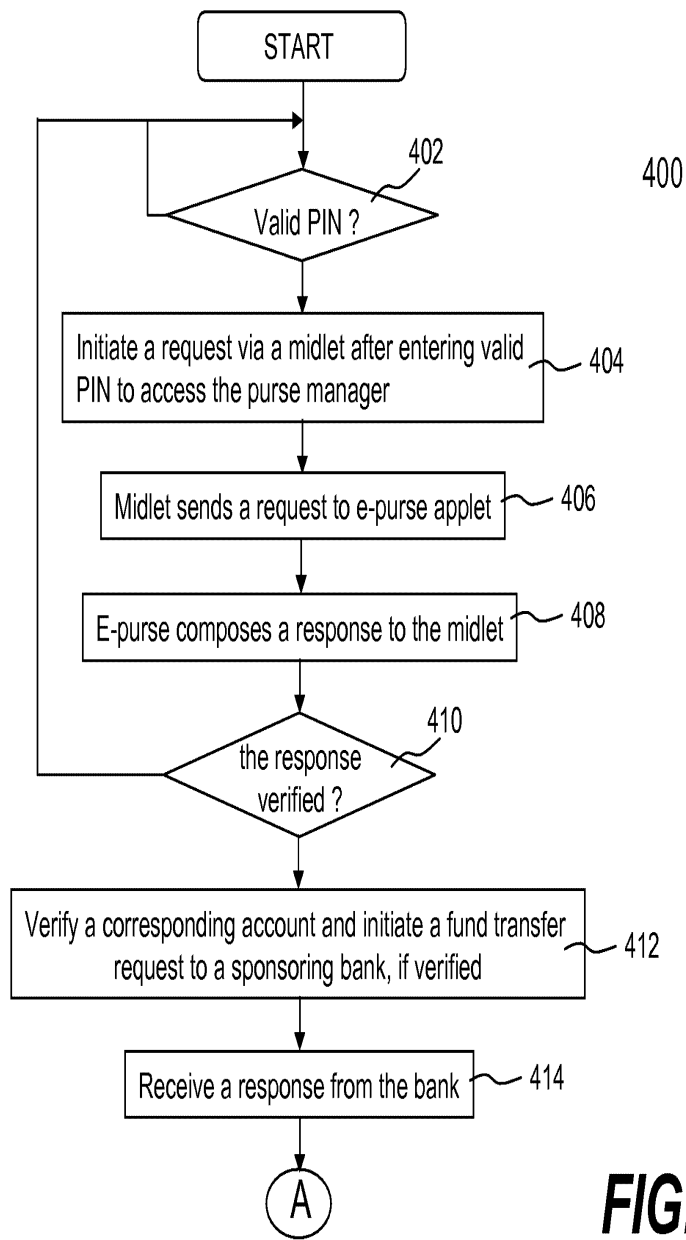 START
402
400
Valid PIN ?
Initiate a request via a midlet after entering valid
PIN to access the purse manager
404
Midlet sends a request to e-purse applet
406
E-purse composes a response to the midlet
408
410
the response
verified ?
Verify a corresponding account and initiate a fund transfer
request to a sponsoring bank, if verified
412
Receive a response from the bank
414
A
FIG.